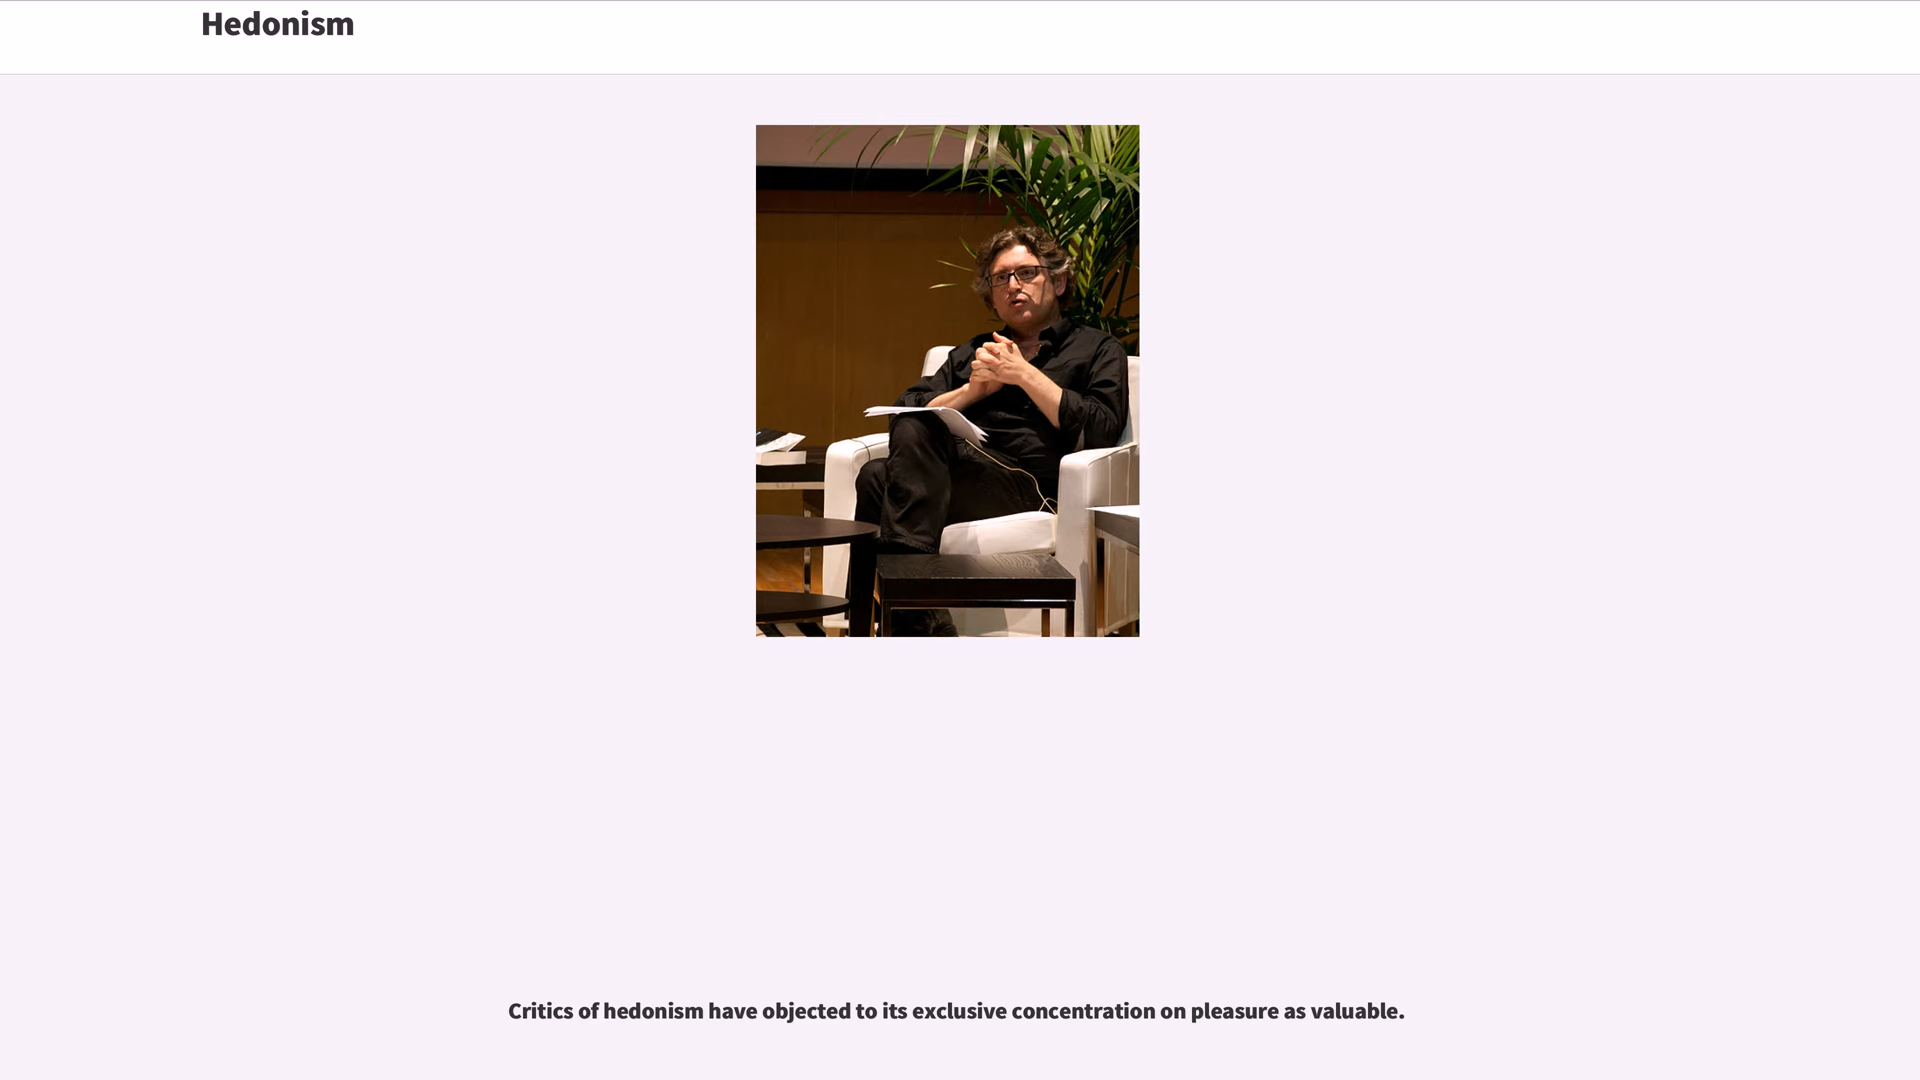 Hedonism
Critics of hedonism have objected to its exclusive concentration on pleasure as valuable.